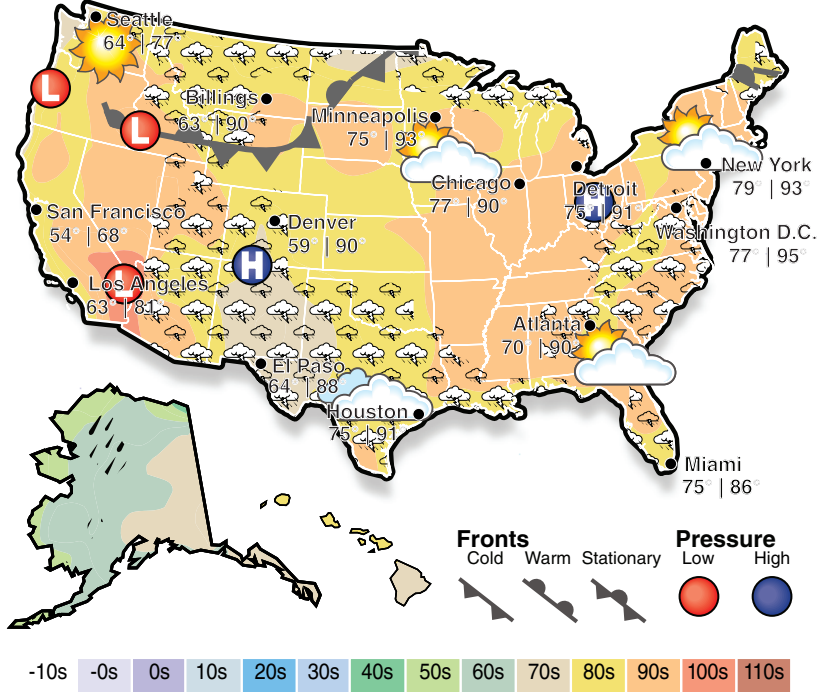 Seattle
64° | 77°
L
Billings
63° | 90°
L
Minneapolis
75° | 93°
New York
79° | 93°
Chicago
77° | 90°
Detroit
75° | 91°
H
San Francisco
54° | 68°
Denver
59° | 90°
Washington D.C.
77° | 95°
H
L
Los Angeles
63° | 81°
Atlanta
70° | 90°
El Paso
64° | 88°
Houston
75° | 91°
Miami
75° | 86°
Fronts
Cold Warm Stationary
Pressure
Low High
-10s -0s 0s 10s 20s 30s 40s 50s 60s 70s 80s 90s 100s 110s